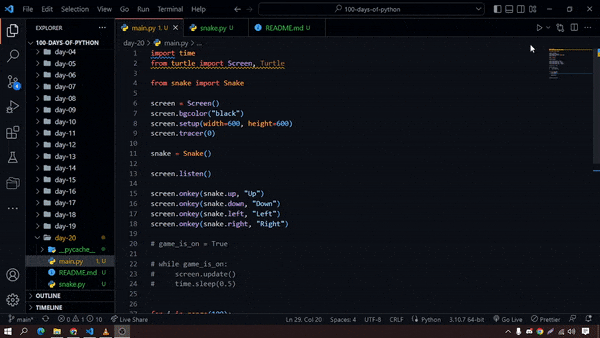 File Edit Selection View Go Run Terminal Help
100-days-of-python
EXPLORER
100-DAYS-OF-PYTHON
day-04
day-05
day-06
day-07
day-08
day-09
day-10
day-11
day-12
day-13
day-14
day-15
day-16
day-17
day-18
day-19
day-20
__pycache__
main.py 1, U
README.md U
snake.py U
OUTLINE
TIMELINE
main.py 1, U
snake.py U
README.md U
day-20 > main.py > ...
1 import time
2 from turtle import Screen, Turtle
3
4 from snake import Snake
5
6 screen = Screen()
7 screen.bgcolor("black")
8 screen.setup(width=600, height=600)
9 screen.tracer(0)
10
11 snake = Snake()
12
13 screen.listen()
14
15 screen.onkey(snake.up, "Up")
16 screen.onkey(snake.down, "Down")
17 screen.onkey(snake.left, "Left")
18 screen.onkey(snake.right, "Right")
19
20 # game_is_on = True
21
22 # while game_is_on:
23 # screen.update()
24 # time.sleep(0.5)
25
26
main* 0 1 10 Live Share
Ln 29, Col 20 Spaces: 4 UTF-8 CRLF Python 3.10.7 64-bit Go Live Prettier